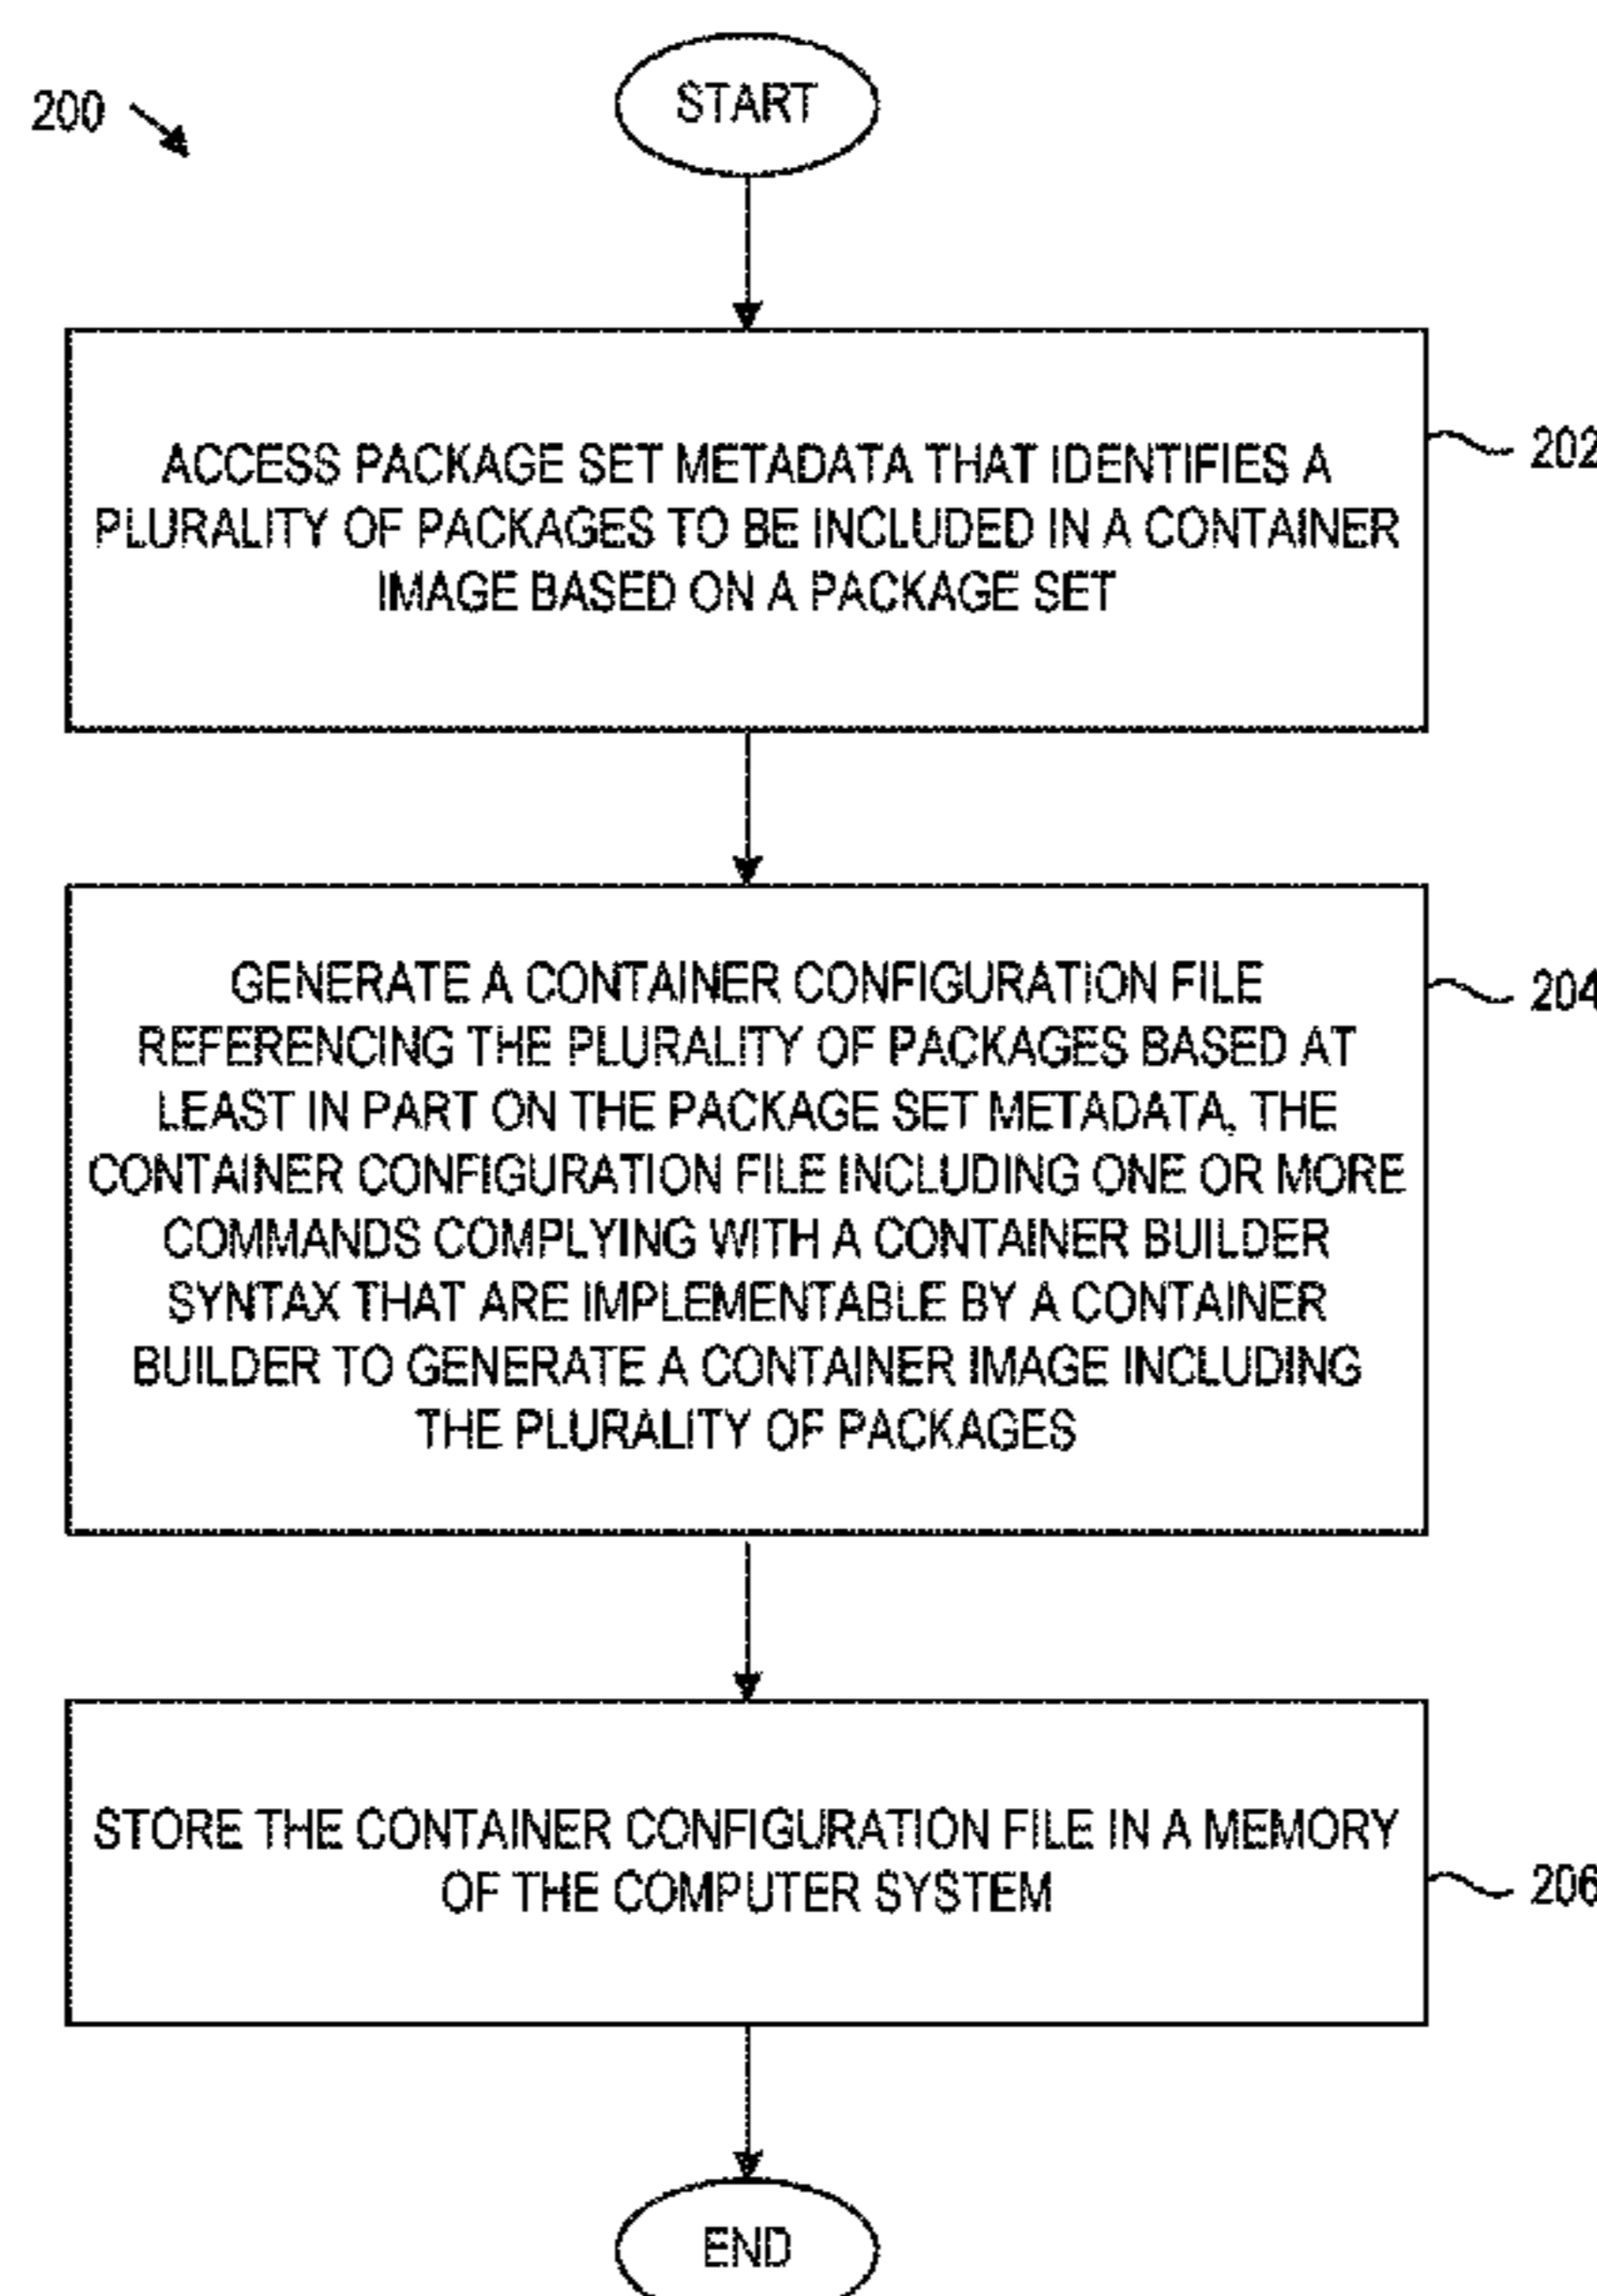 200
START
ACCESS PACKAGE SET METADATA THAT IDENTIFIES A
PLURALITY OF PACKAGES TO BE INCLUDED IN A CONTAINER
IMAGE BASED ON A PACKAGE SET
202
GENERATE A CONTAINER CONFIGURATION FILE
REFERENCING THE PLURALITY OF PACKAGES BASED AT
LEAST IN PART ON THE PACKAGE SET METADATA, THE
CONTAINER CONFIGURATION FILE INCLUDING ONE OR MORE
COMMANDS COMPLYING WITH A CONTAINER BUILDER
SYNTAX THAT ARE IMPLEMENTABLE BY A CONTAINER
BUILDER TO GENERATE A CONTAINER IMAGE INCLUDING
THE PLURALITY OF PACKAGES
204
STORE THE CONTAINER CONFIGURATION FILE IN A MEMORY
OF THE COMPUTER SYSTEM
206
END